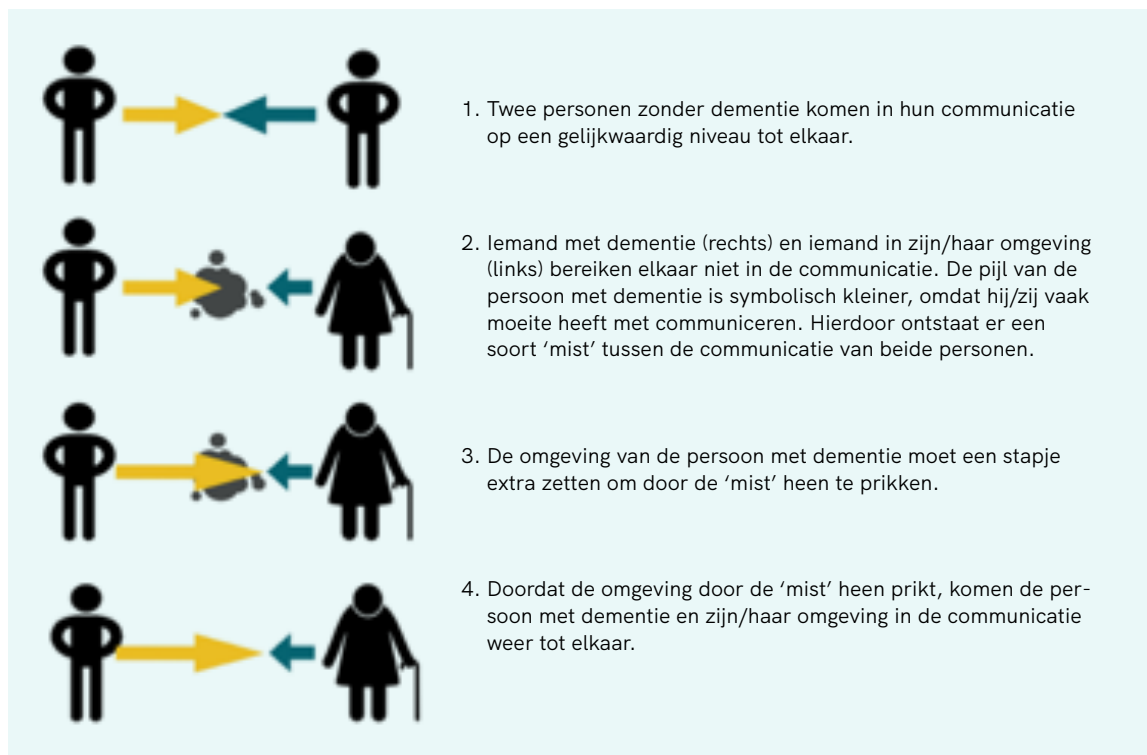 1. Twee personen zonder dementie komen in hun communicatie
op een gelijkwaardig niveau tot elkaar.
2. Iemand met dementie (rechts) en iemand in zijn/haar omgeving
(links) bereiken elkaar niet in de communicatie. De pijl van de
persoon met dementie is symbolisch kleiner, omdat hij/zij vaak
moeite heeft met communiceren. Hierdoor ontstaat er een
soort ‘mist’ tussen de communicatie van beide personen.
3. De omgeving van de persoon met dementie moet een stapje
extra zetten om door de ‘mist’ heen te prikken.
4. Doordat de omgeving door de ‘mist’ heen prikt, komen de per-
soon met dementie en zijn/haar omgeving in de communicatie
weer tot elkaar.